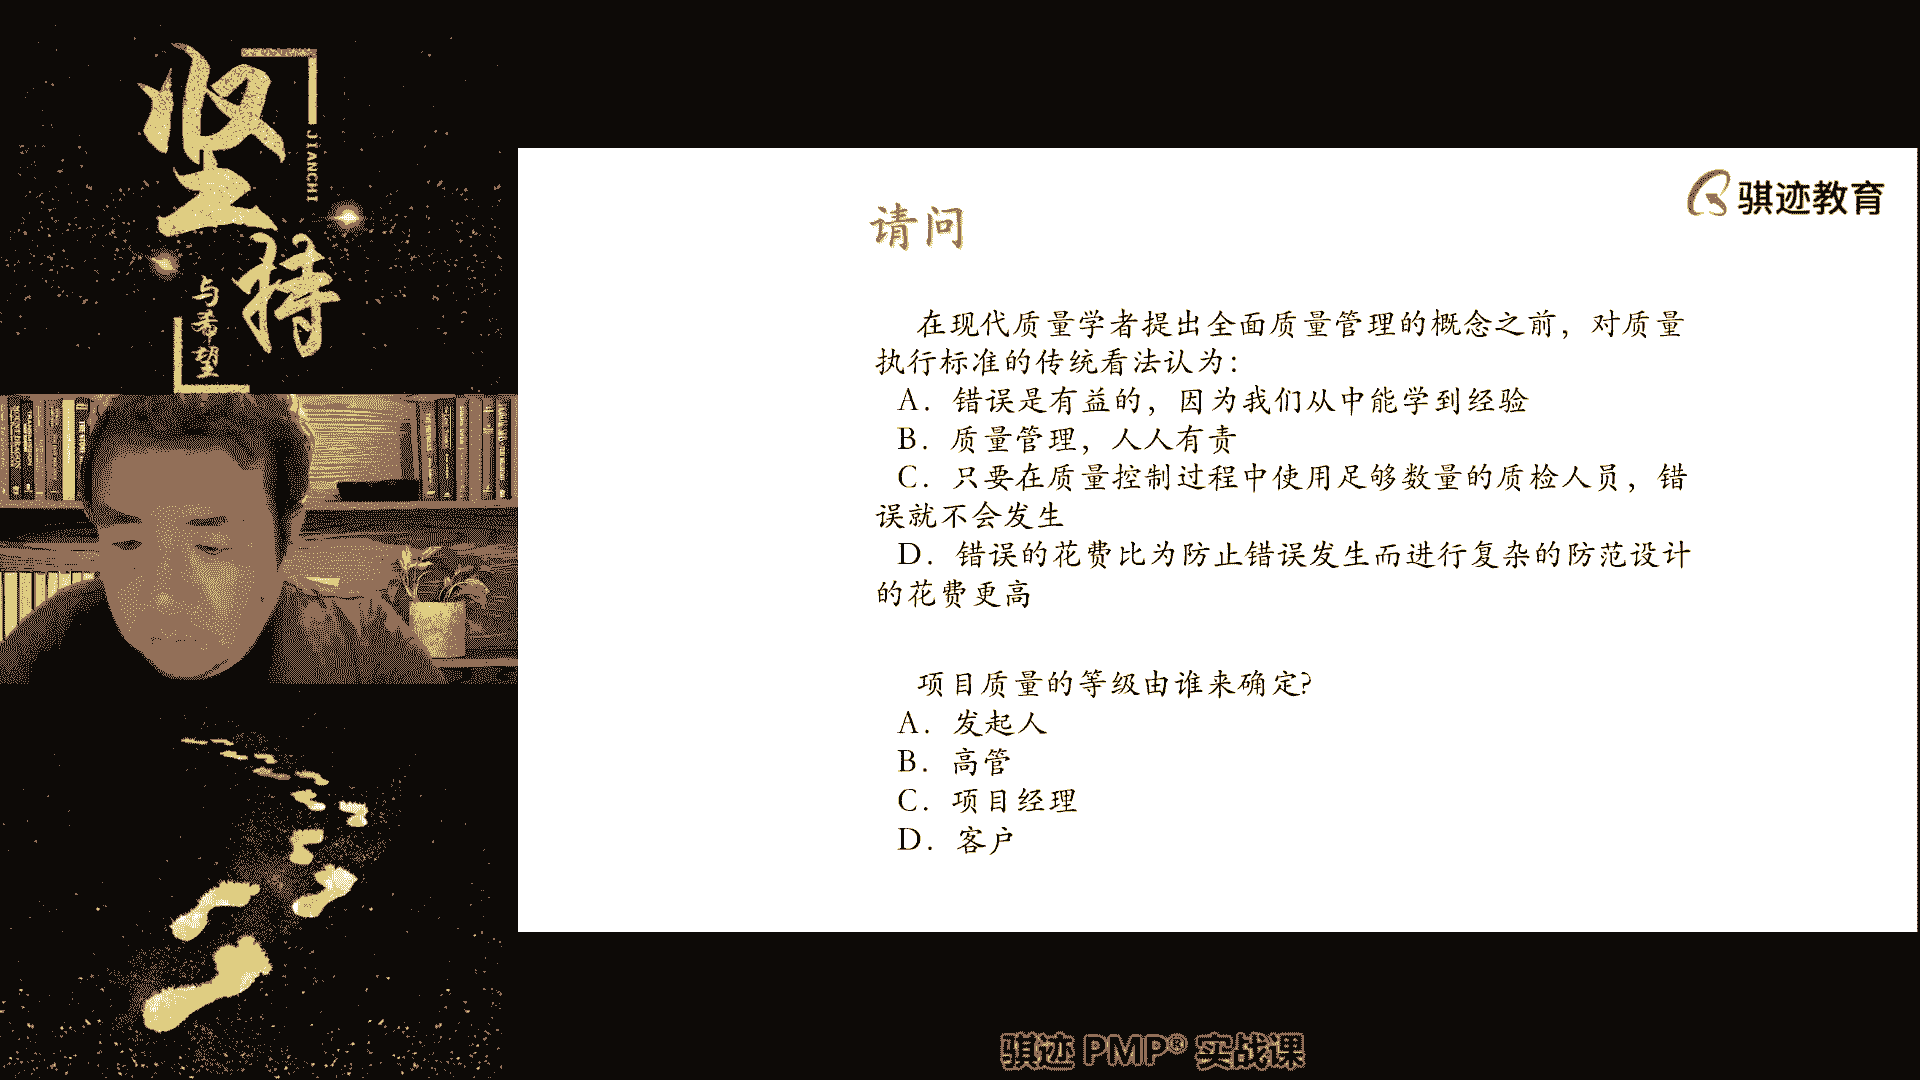 坚持
JIANCHI
与希望
骐迹教育
请问
在现代质量学者提出全面质量管理的概念之前，对质量
执行标准的传统看法认为：
A．错误是有益的，因为我们从中能学到经验
B．质量管理，人人有责
C．只要在质量控制过程中使用足够数量的质检人员，错
误就不会发生
D．错误的花费比为防止错误发生而进行复杂的防范设计
的花费更高
项目质量的等级由谁来确定?
A．发起人
B．高管
C．项目经理
D．客户
骐迹 PMP® 实战课